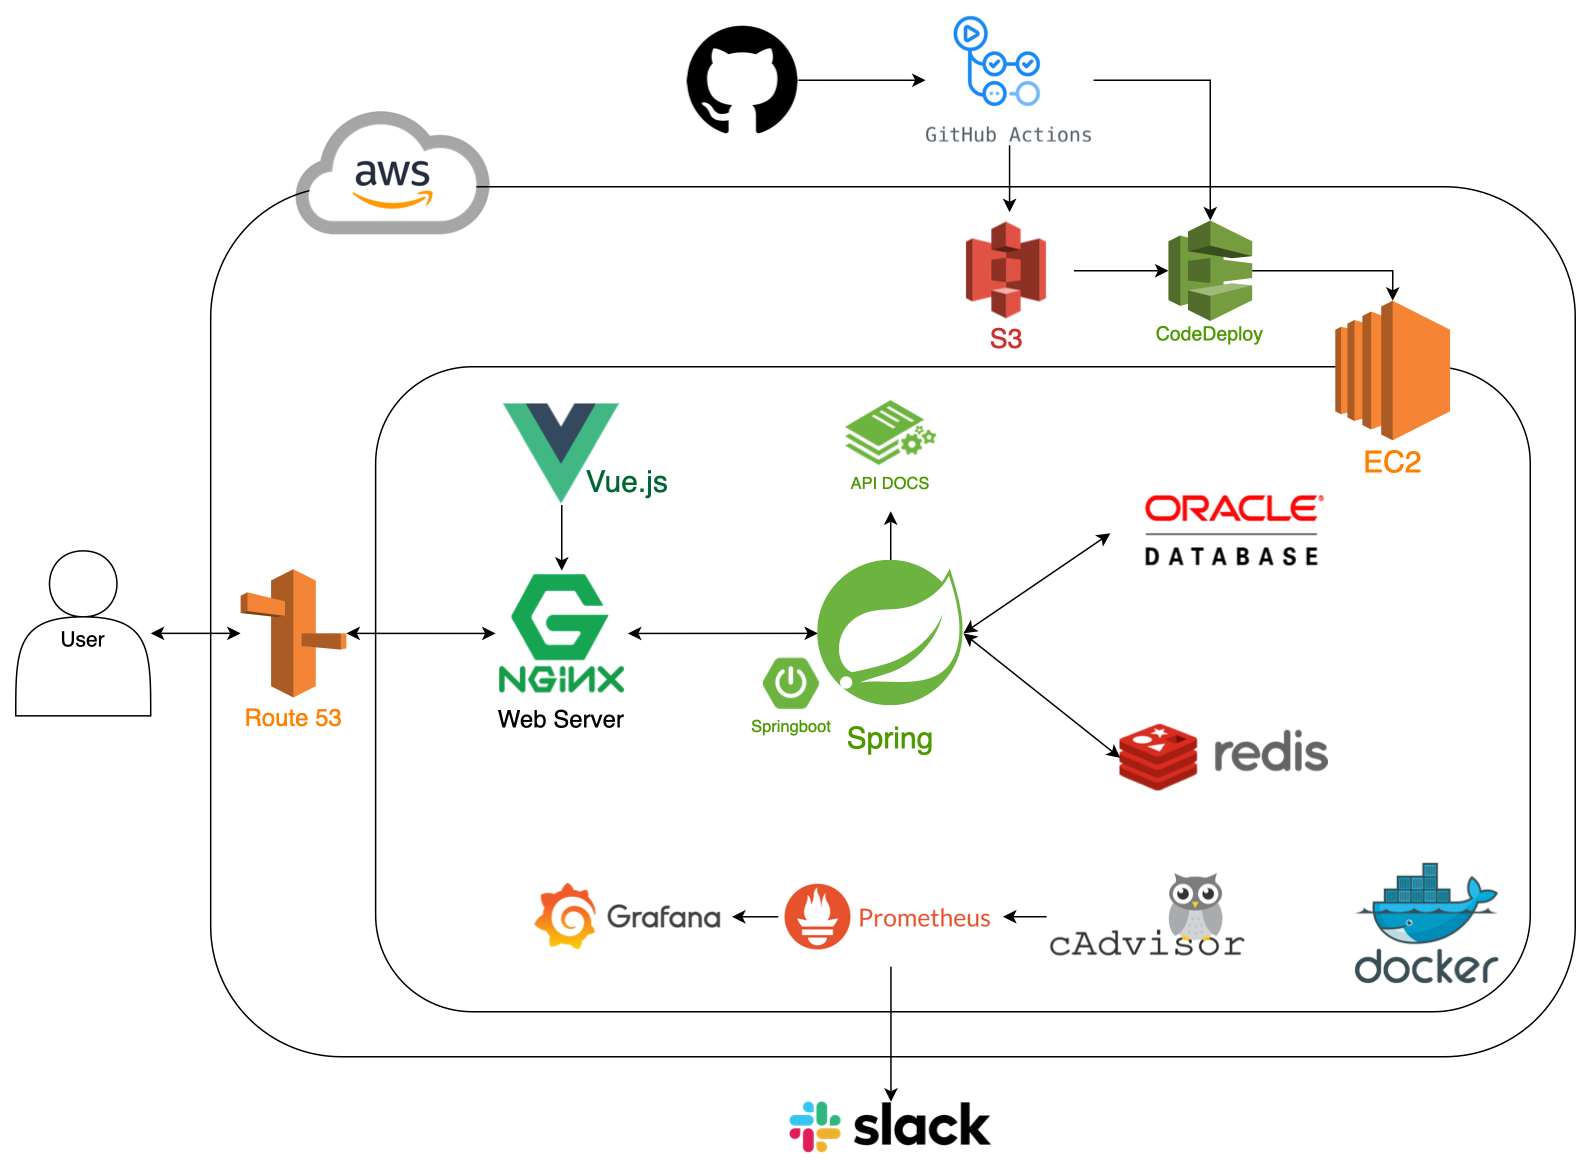 GitHub Actions
aws
S3
CodeDeploy
EC2
Vue.js
API DOCS
ORACLE®
DATABASE
User
Route 53
NGiNX
Web Server
Springboot
Spring
redis
Grafana
Prometheus
cAdvisor
docker
slack